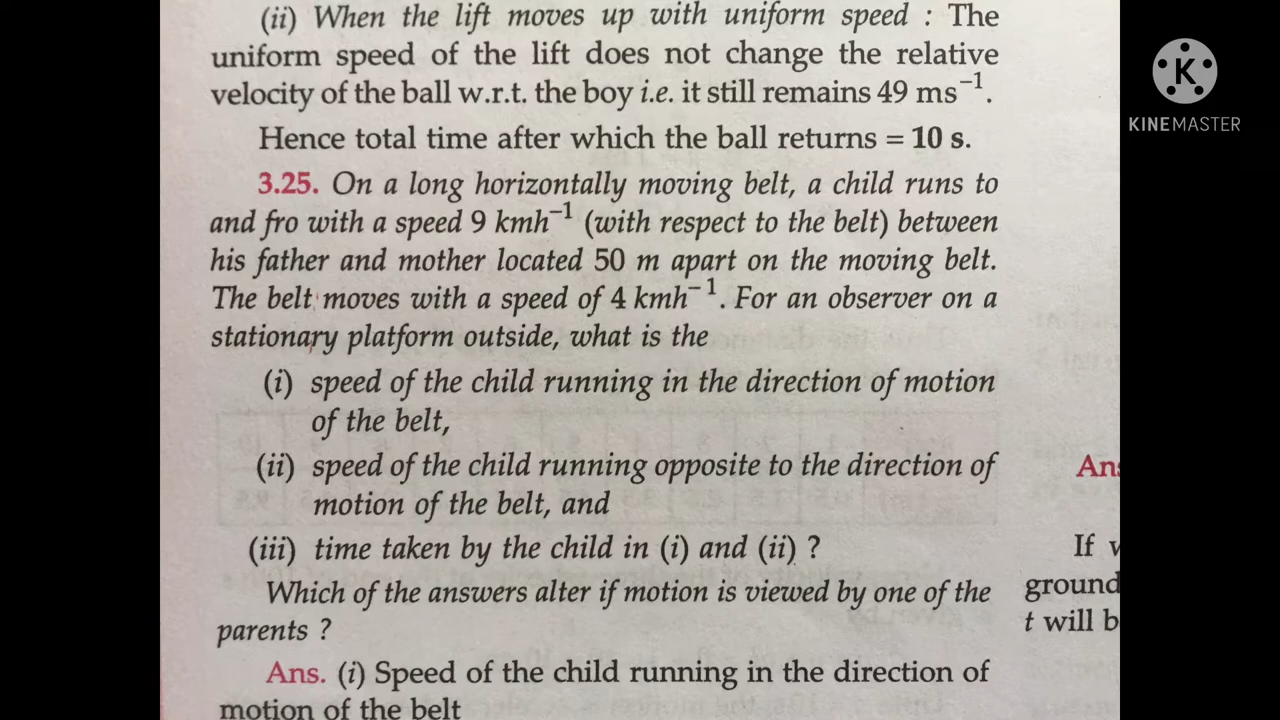 (ii) When the lift moves up with uniform speed : The
uniform speed of the lift does not change the relative
velocity of the ball w.r.t. the boy i.e. it still remains 49 ms⁻¹.
Hence total time after which the ball returns = 10 s.
3.25. On a long horizontally moving belt, a child runs to
and fro with a speed 9 kmh⁻¹ (with respect to the belt) between
his father and mother located 50 m apart on the moving belt.
The belt moves with a speed of 4 kmh⁻¹. For an observer on a
stationary platform outside, what is the
(i) speed of the child running in the direction of motion
of the belt,
(ii) speed of the child running opposite to the direction of
motion of the belt, and
(iii) time taken by the child in (i) and (ii) ?
Which of the answers alter if motion is viewed by one of the
parents ?
Ans. (i) Speed of the child running in the direction of
motion of the belt
Ans
If
ground
t will b
K
KINEMASTER